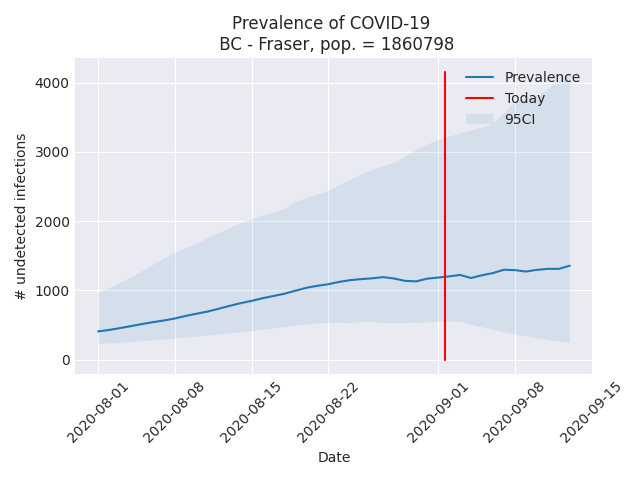 Prevalence of COVID-19
BC - Fraser, pop. = 1860798
# undetected infections
4000
3000
2000
1000
0
Prevalence
Today
95CI
2020-08-01
2020-08-08
2020-08-15
2020-08-22
2020-09-01
2020-09-08
2020-09-15
Date